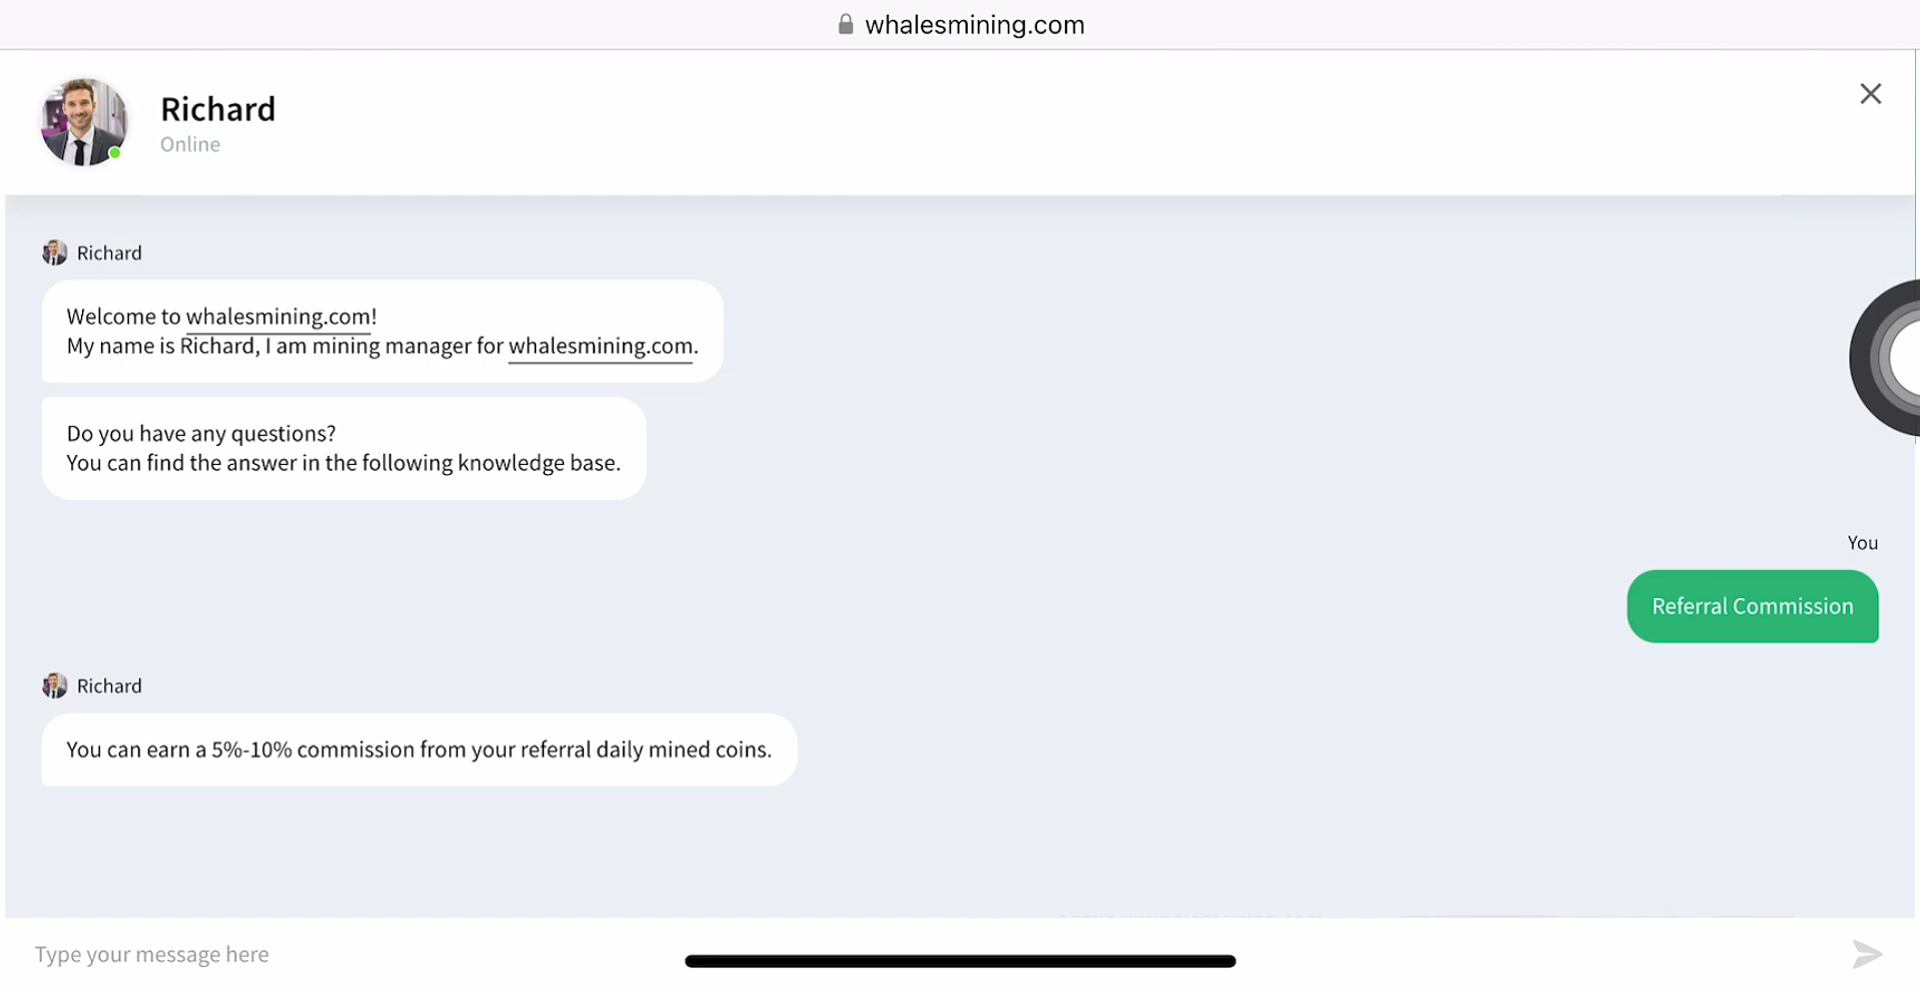 whalesmining.com
Richard
Online
Richard
Welcome to whalesmining.com!
My name is Richard, I am mining manager for whalesmining.com.
Do you have any questions?
You can find the answer in the following knowledge base.
You
Referral Commission
Richard
You can earn a 5%-10% commission from your referral daily mined coins.
Type your message here